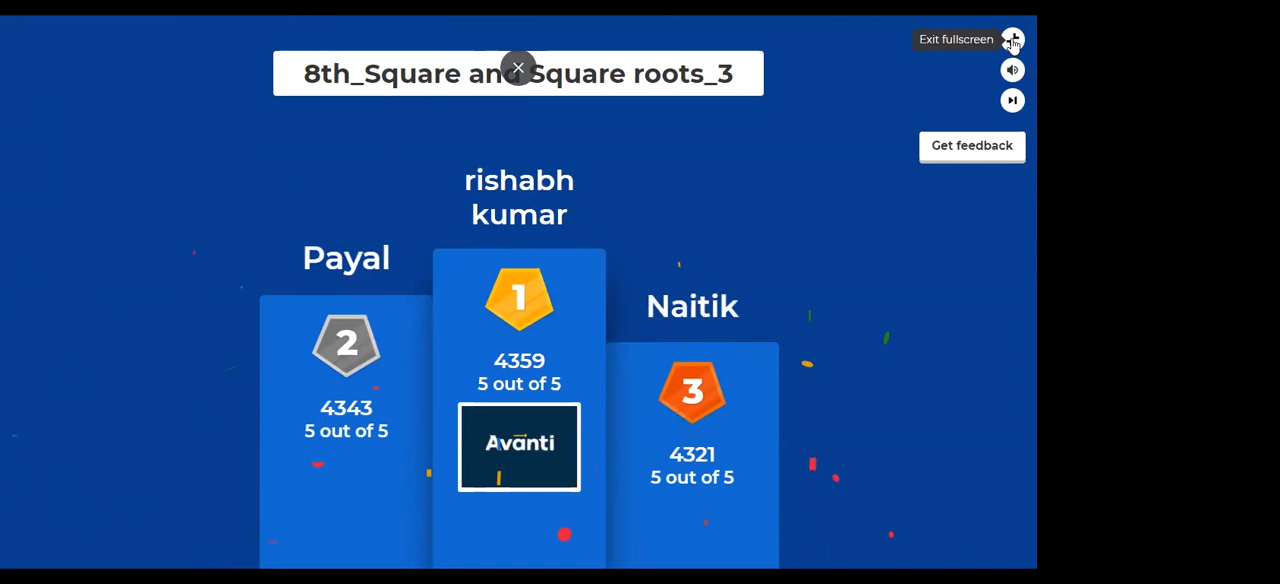 Exit fullscreen
8th_Square and Square roots_3
Get feedback
rishabh
kumar
Payal
Naitik
1
4359
5 out of 5
Avanti
2
4343
5 out of 5
3
4321
5 out of 5